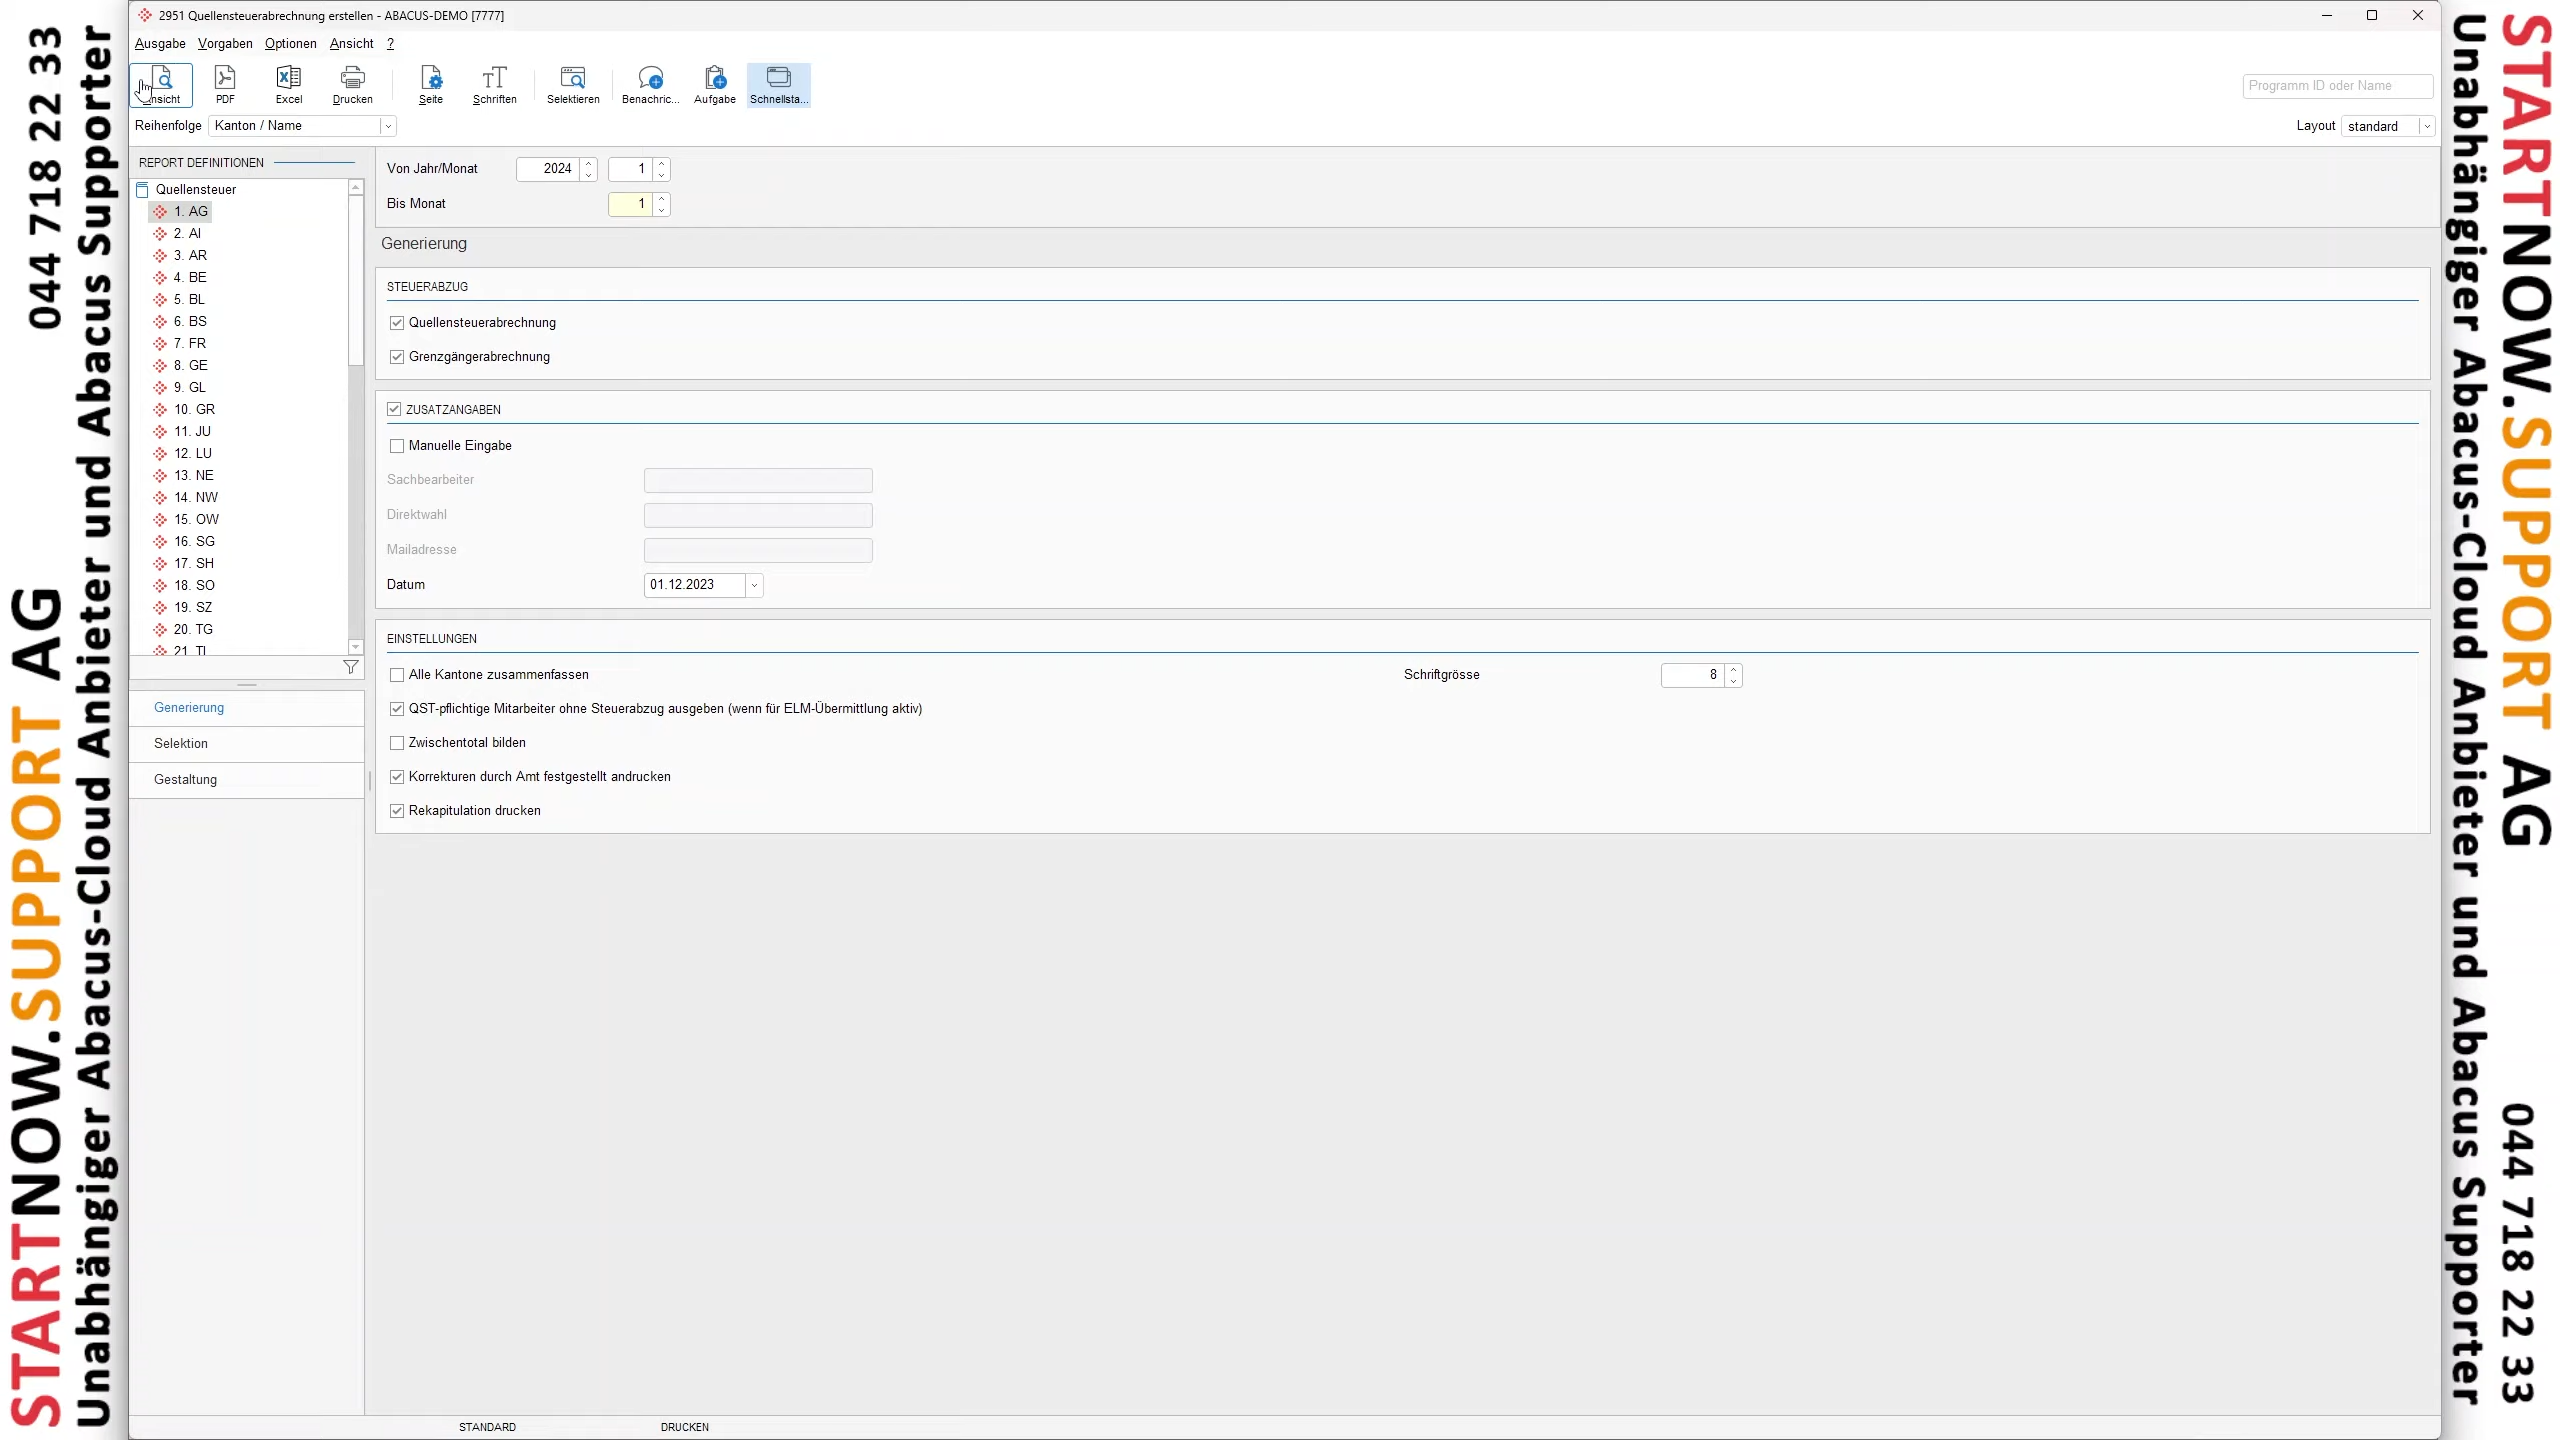 STARTNOW.SUPPORT AG 044 718 22 33
Unabhängiger Abacus-Cloud Anbieter und Abacus Supporter
2951 Quellensteuerabrechnung erstellen - ABACUS-DEMO [7777]
Ausgabe Vorgaben Optionen Ansicht ?
nsicht PDF Excel Drucken Seite Schriften Selektieren Benachric... Aufgabe Schnellsta... Programm ID oder Name
Reihenfolge Kanton / Name Layout standard
REPORT DEFINITIONEN
Quellensteuer
1. AG
2. AI
3. AR
4. BE
5. BL
6. BS
7. FR
8. GE
9. GL
10. GR
11. JU
12. LU
13. NE
14. NW
15. OW
16. SG
17. SH
18. SO
19. SZ
20. TG
21. TI
Generierung
Selektion
Gestaltung
Von Jahr/Monat 2024 1
Bis Monat 1
Generierung
STEUERABZUG
Quellensteuerabrechnung
Grenzgängerabrechnung
ZUSATZANGABEN
Manuelle Eingabe
Sachbearbeiter
Direktwahl
Mailadresse
Datum 01.12.2023
EINSTELLUNGEN
Alle Kantone zusammenfassen Schriftgrösse 8
QST-pflichtige Mitarbeiter ohne Steuerabzug ausgeben (wenn für ELM-Übermittlung aktiv)
Zwischentotal bilden
Korrekturen durch Amt festgestellt andrucken
Rekapitulation drucken
STANDARD DRUCKEN
STARTNOW.SUPPORT AG 044 718 22 33
Unabhängiger Abacus-Cloud Anbieter und Abacus Supporter